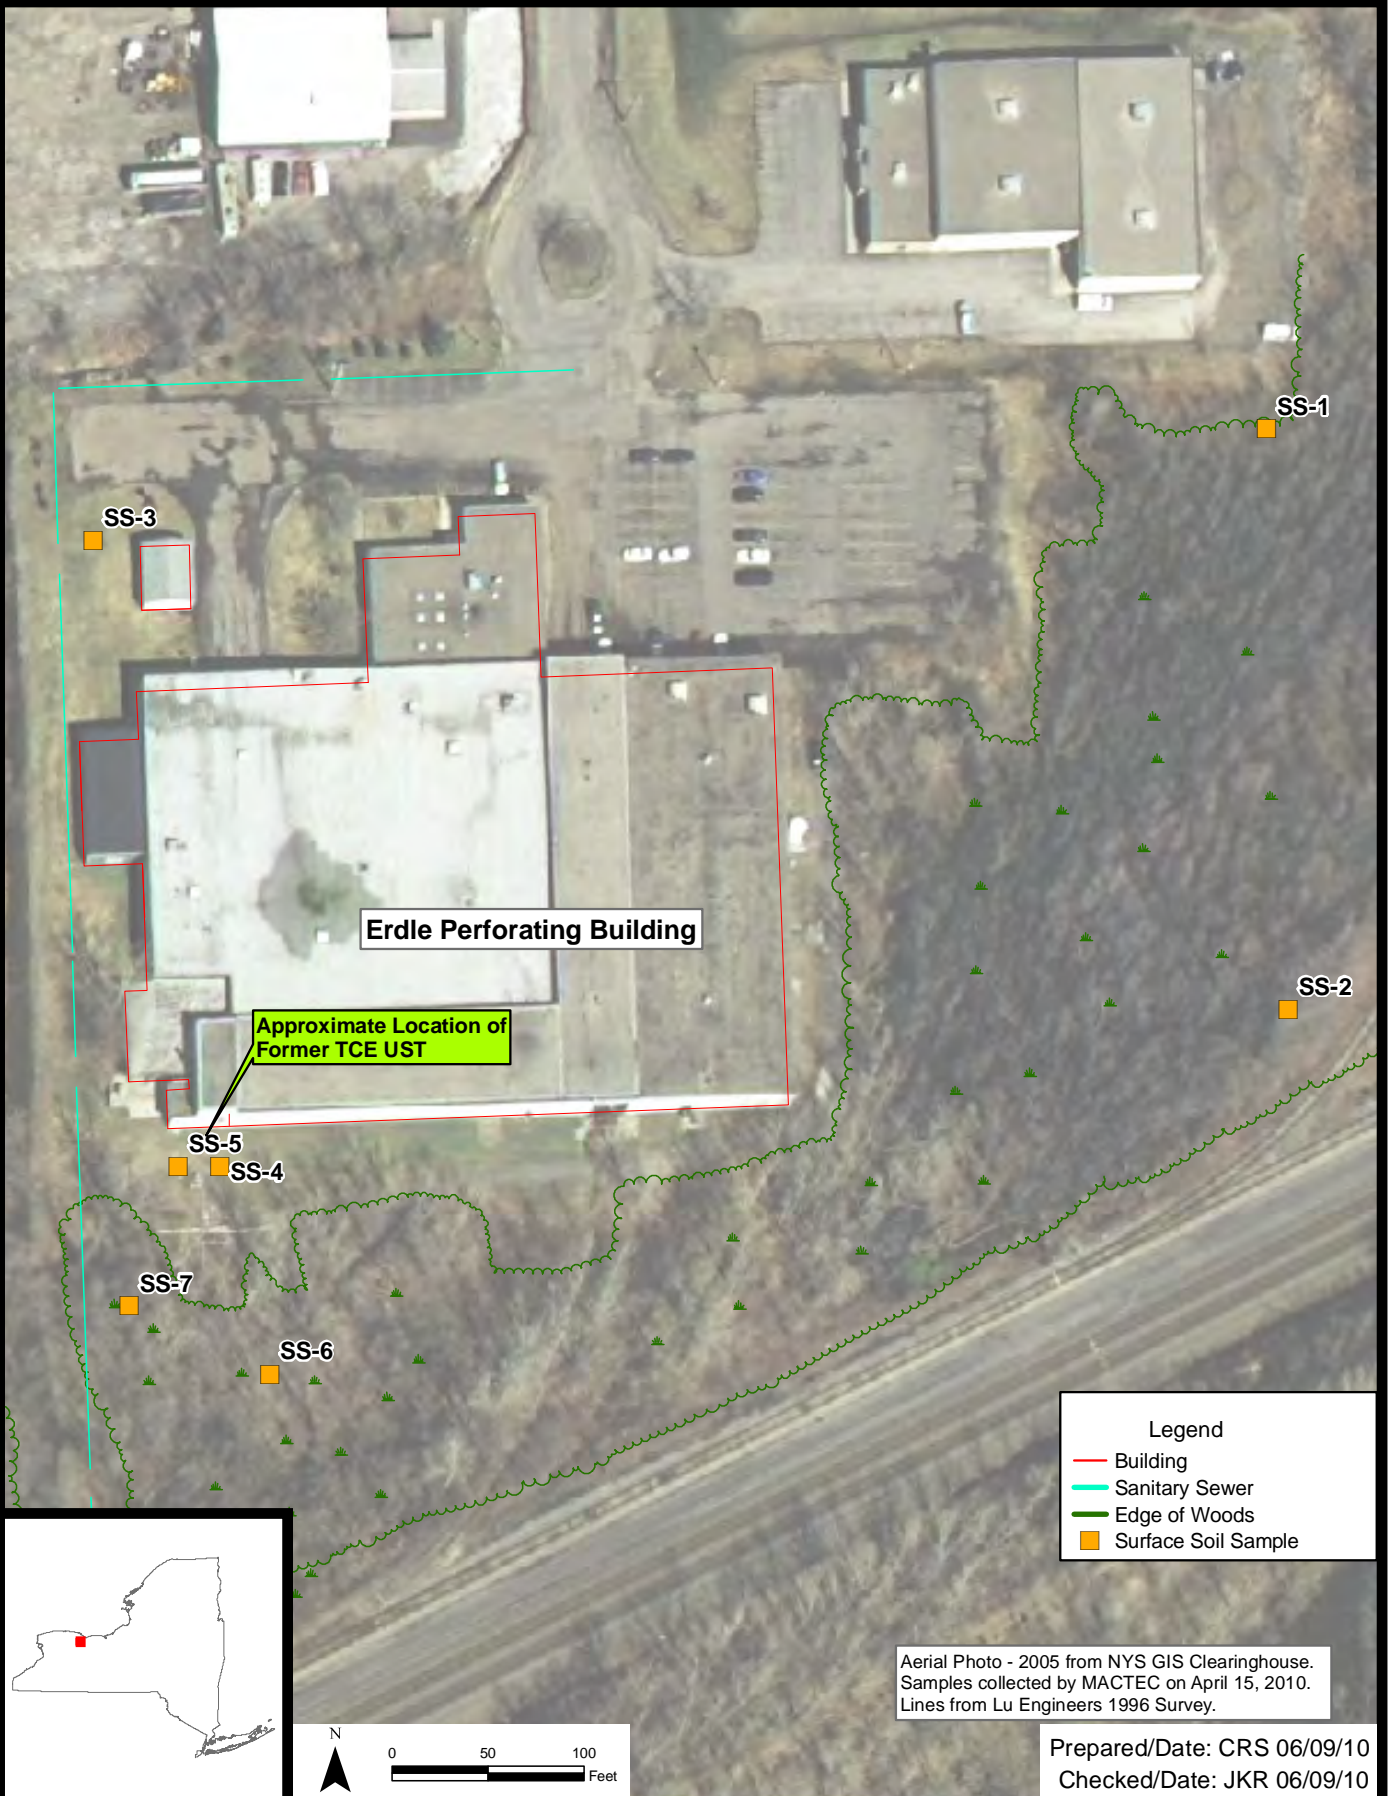 SS-1
SS-3
Erdle Perforating Building
SS-2
Approximate Location of
Former TCE UST
SS-5
SS-4
SS-7
SS-6
Legend
Building
Sanitary Sewer
Edge of Woods
Surface Soil Sample
Aerial Photo - 2005 from NYS GIS Clearinghouse.
Samples collected by MACTEC on April 15, 2010.
Lines from Lu Engineers 1996 Survey.
N
0 50 100
Feet
Prepared/Date: CRS 06/09/10
Checked/Date: JKR 06/09/10